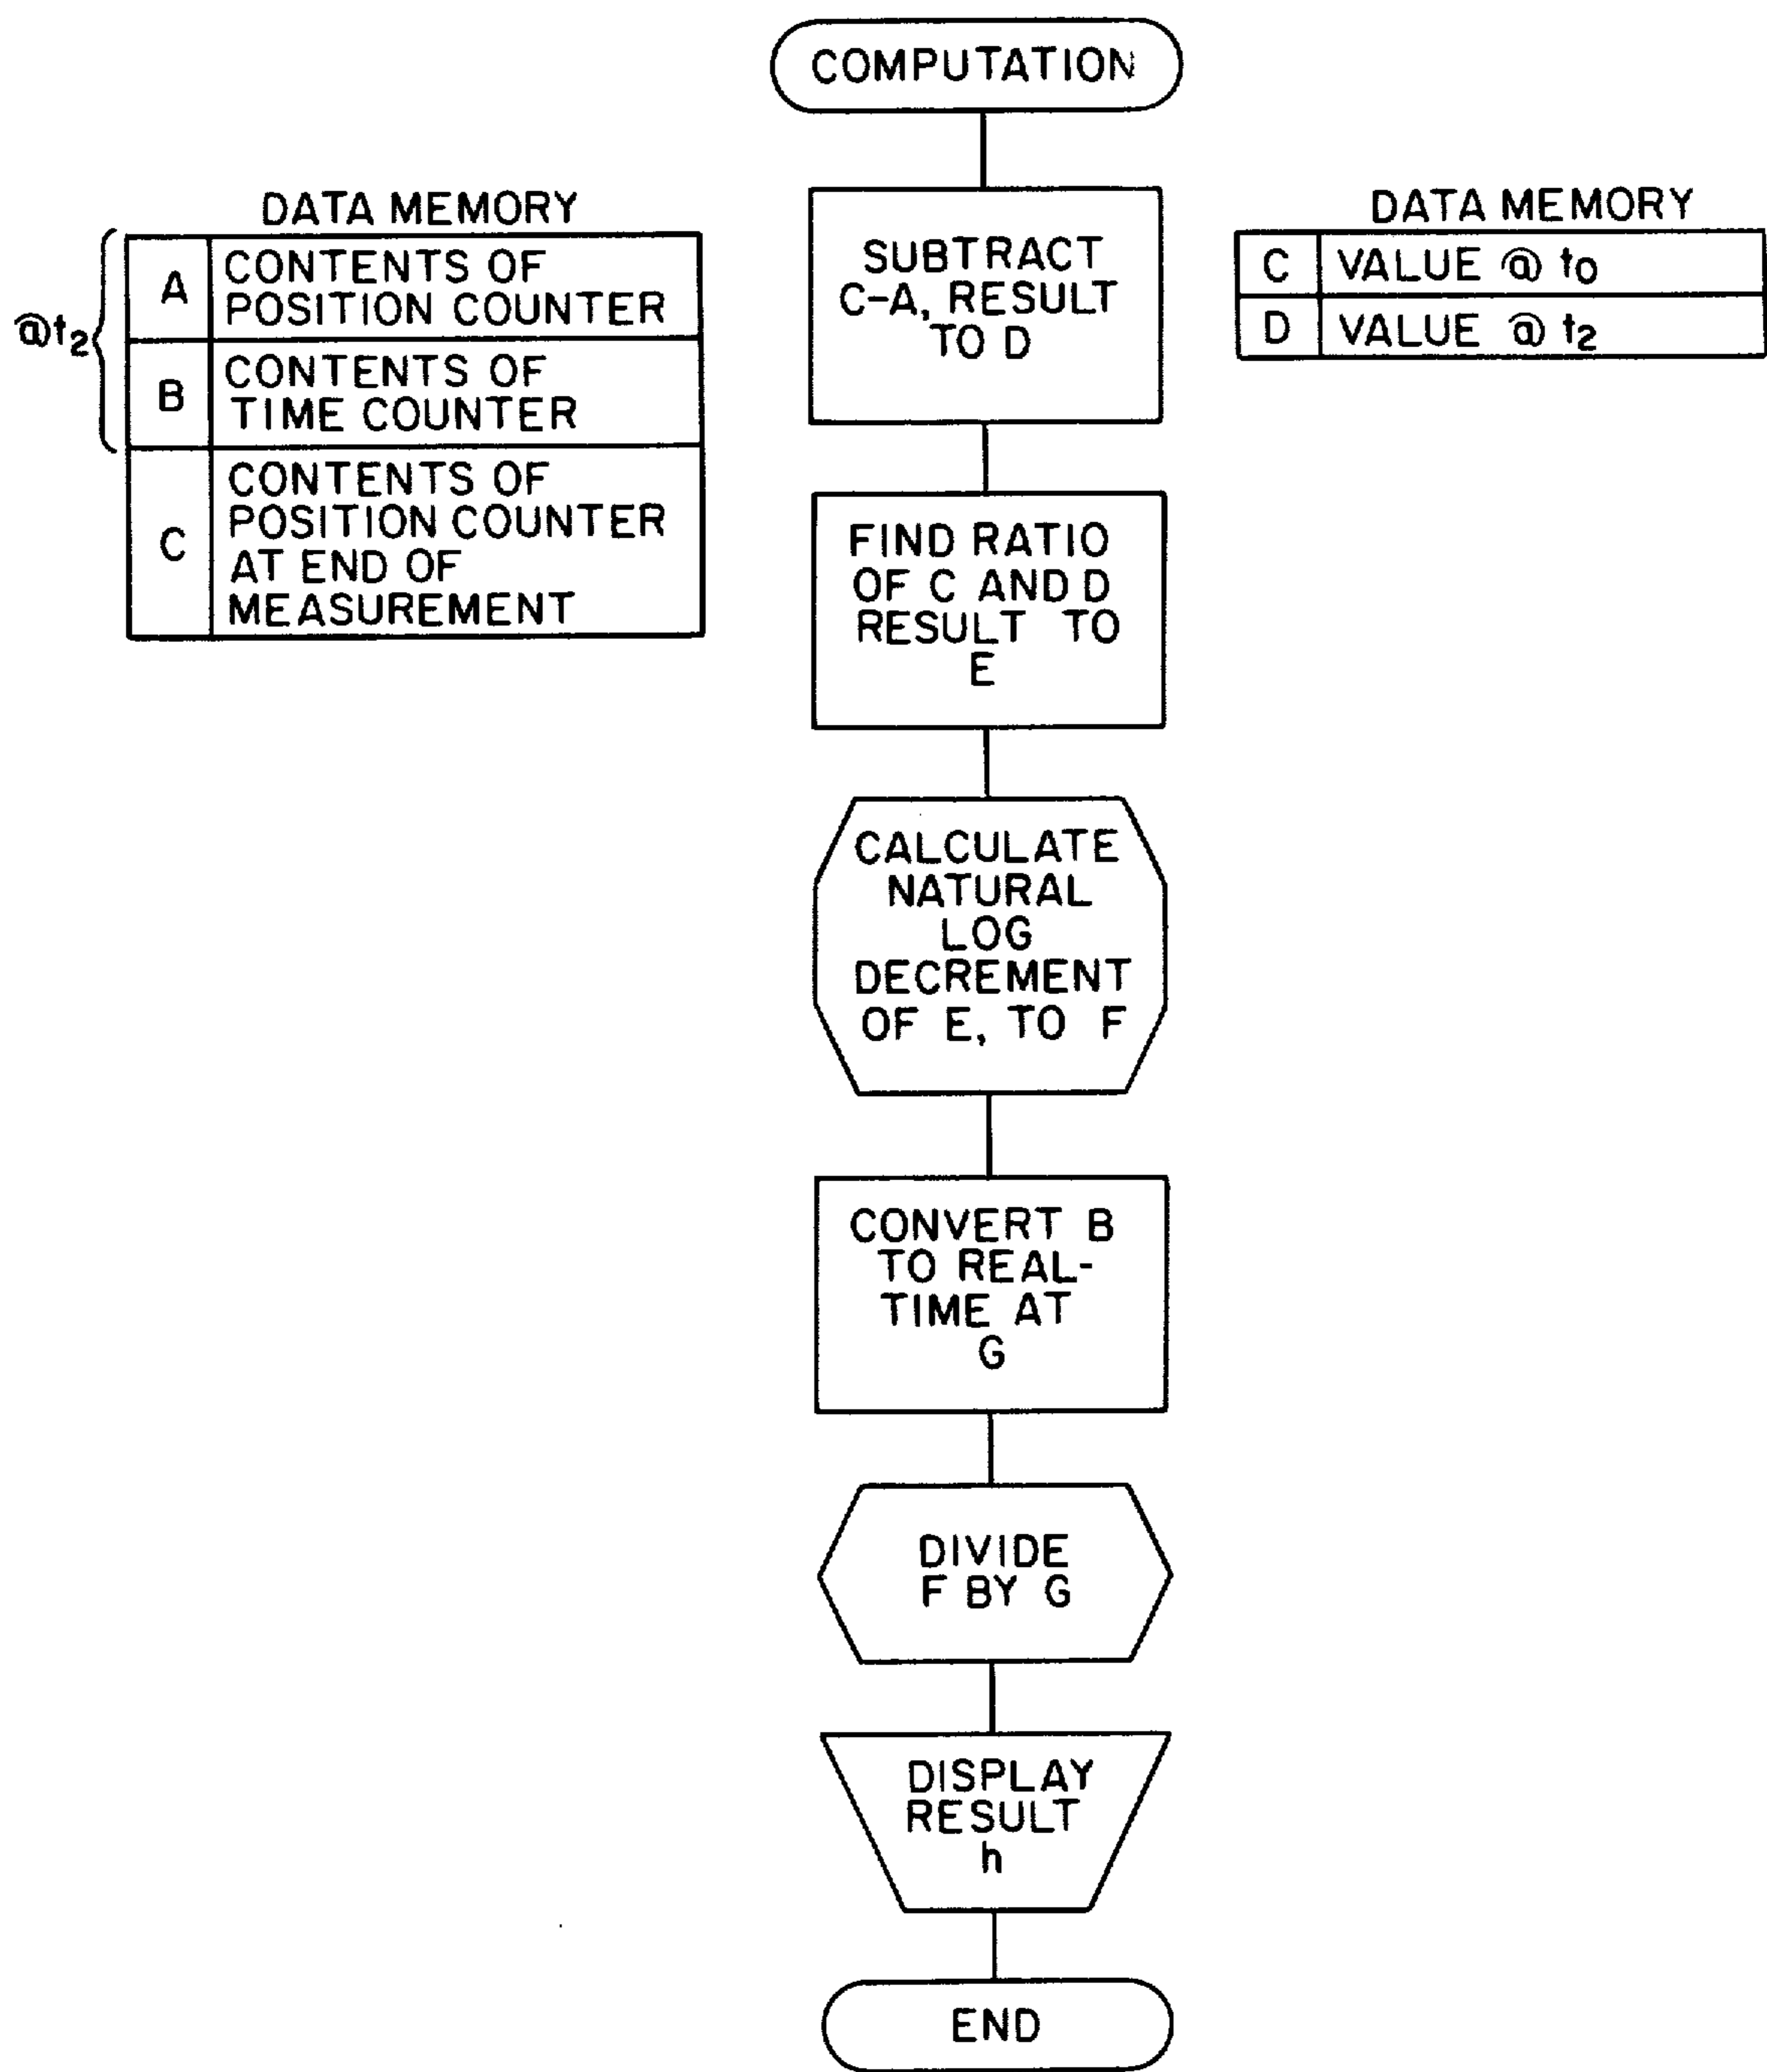 COMPUTATION
DATA MEMORY
@t2
A
CONTENTS OF
POSITION COUNTER
B
CONTENTS OF
TIME COUNTER
C
CONTENTS OF
POSITION COUNTER
AT END OF
MEASUREMENT
SUBTRACT
C-A, RESULT
TO D
DATA MEMORY
C
VALUE @ t0
D
VALUE @ t2
FIND RATIO
OF C AND D
RESULT TO
E
CALCULATE
NATURAL
LOG
DECREMENT
OF E, TO F
CONVERT B
TO REAL-
TIME AT
G
DIVIDE
F BY G
DISPLAY
RESULT
h
END